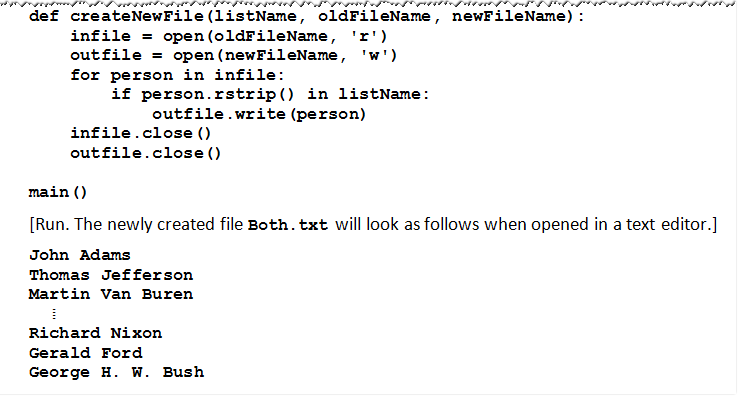 def createNewFile(listName, oldFileName, newFileName):
    infile = open(oldFileName, 'r')
    outfile = open(newFileName, 'w')
    for person in infile:
        if person.rstrip() in listName:
            outfile.write(person)
    infile.close()
    outfile.close()
main()
[Run. The newly created file Both.txt will look as follows when opened in a text editor.]
John Adams
Thomas Jefferson
Martin Van Buren
⋮
Richard Nixon
Gerald Ford
George H. W. Bush